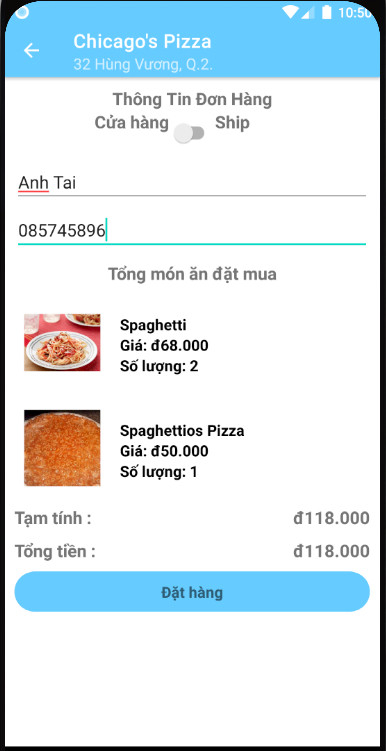 10:50
Chicago's Pizza
32 Hùng Vương, Q.2.
Thông Tin Đơn Hàng
Cửa hàng Ship
Anh Tai
085745896
Tổng món ăn đặt mua
Spaghetti
Giá: đ68.000
Số lượng: 2
Spaghettios Pizza
Giá: đ50.000
Số lượng: 1
Tạm tính : đ118.000
Tổng tiền : đ118.000
Đặt hàng